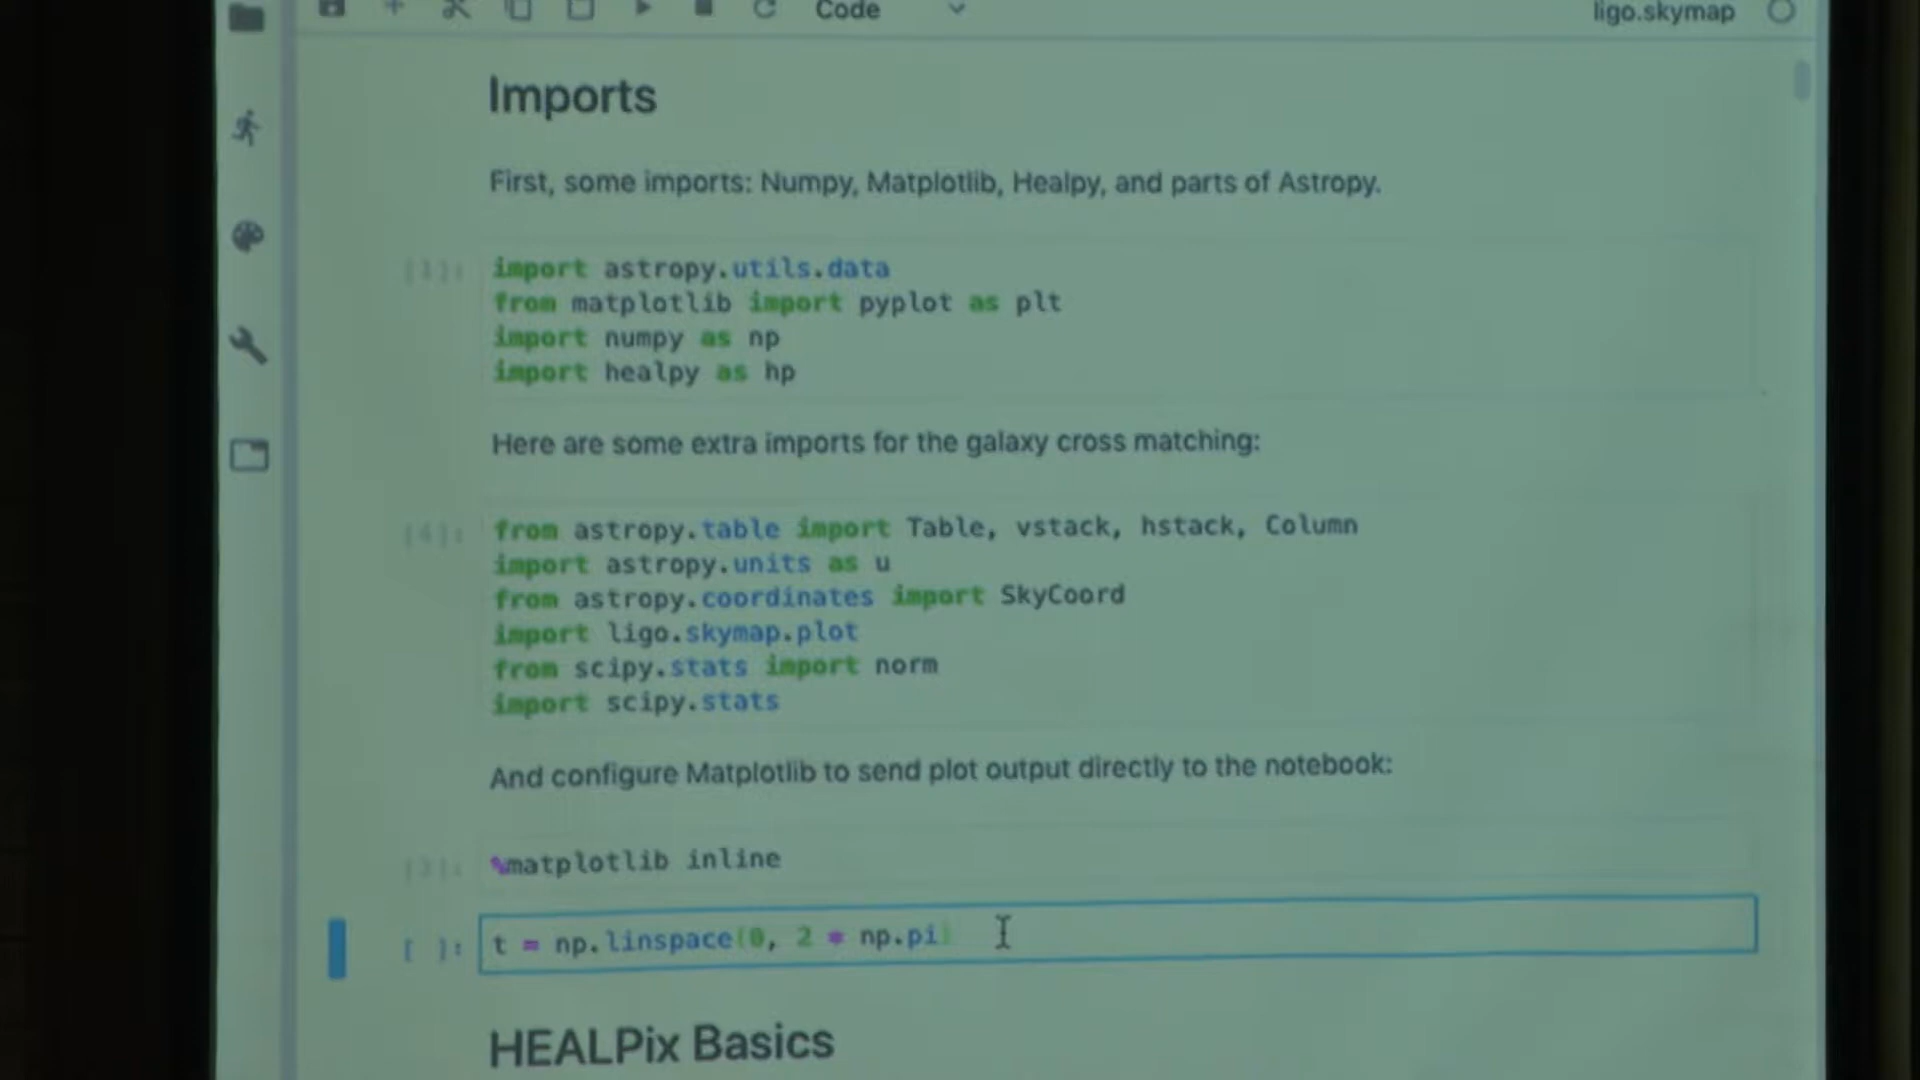 Code
ligo.skymap
Imports
First, some imports: Numpy, Matplotlib, Healpy, and parts of Astropy.
[1]:
import astropy.utils.data
from matplotlib import pyplot as plt
import numpy as np
import healpy as hp
Here are some extra imports for the galaxy cross matching:
[4]:
from astropy.table import Table, vstack, hstack, Column
import astropy.units as u
from astropy.coordinates import SkyCoord
import ligo.skymap.plot
from scipy.stats import norm
import scipy.stats
And configure Matplotlib to send plot output directly to the notebook:
[3]:
%matplotlib inline
[ ]:
t = np.linspace(0, 2 * np.pi)
HEALPix Basics